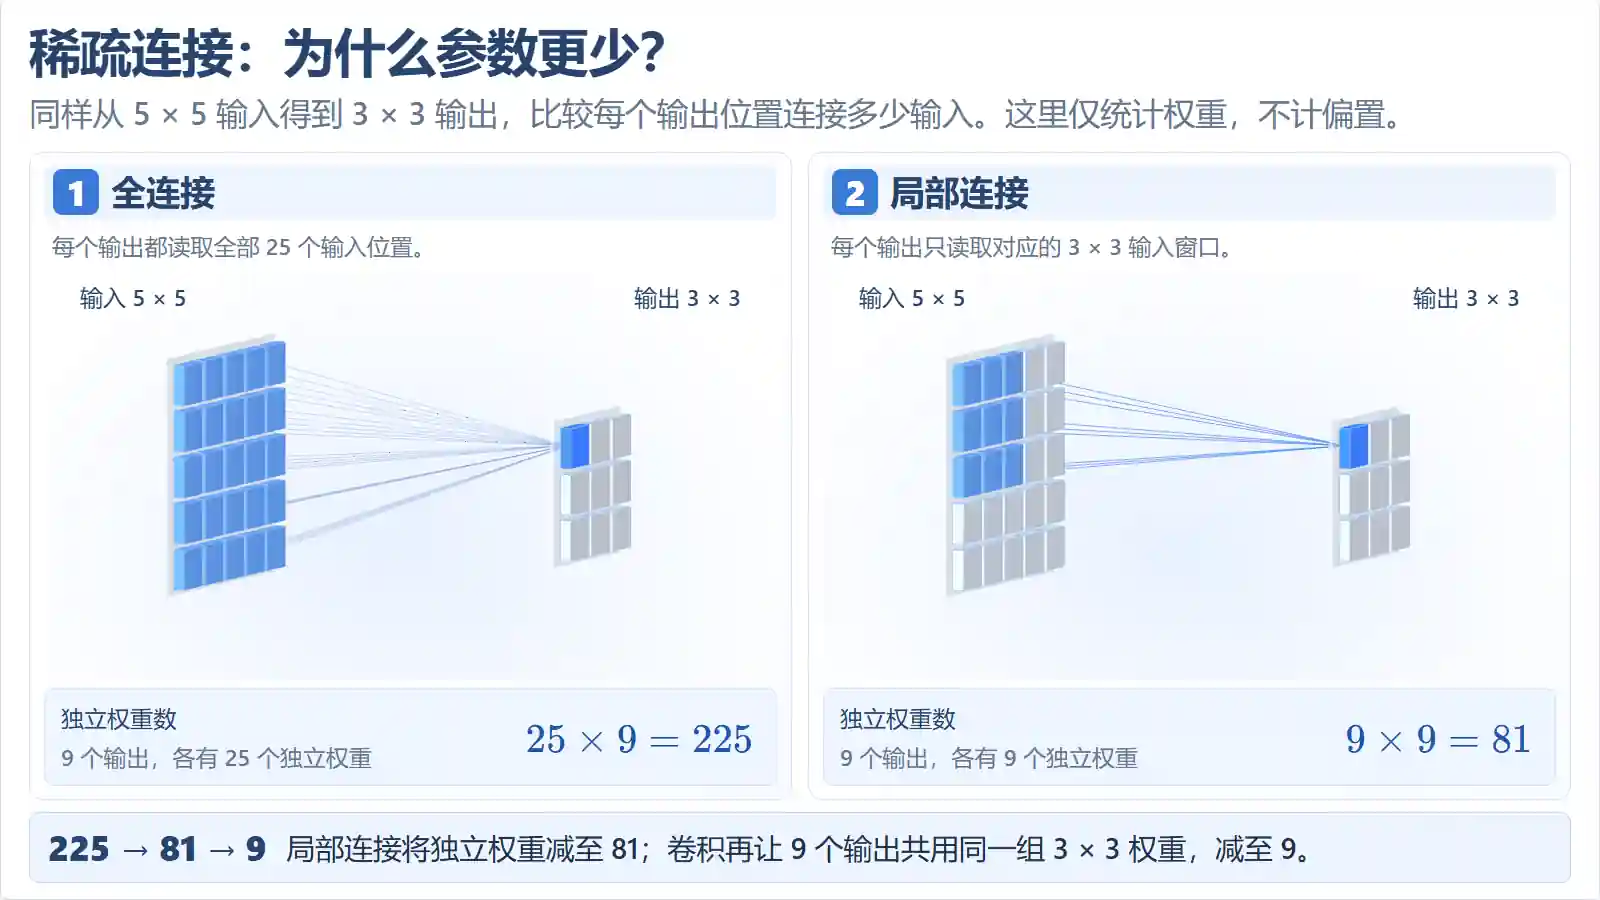 稀疏连接：为什么参数更少？
同样从 5 × 5 输入得到 3 × 3 输出，比较每个输出位置连接多少输入。这里仅统计权重，不计偏置。
1 全连接
每个输出都读取全部 25 个输入位置。
输入 5 × 5
输出 3 × 3
独立权重数
9 个输出，各有 25 个独立权重
25 × 9 = 225
2 局部连接
每个输出只读取对应的 3 × 3 输入窗口。
输入 5 × 5
输出 3 × 3
独立权重数
9 个输出，各有 9 个独立权重
9 × 9 = 81
225 → 81 → 9 局部连接将独立权重减至 81；卷积再让 9 个输出共用同一组 3 × 3 权重，减至 9。